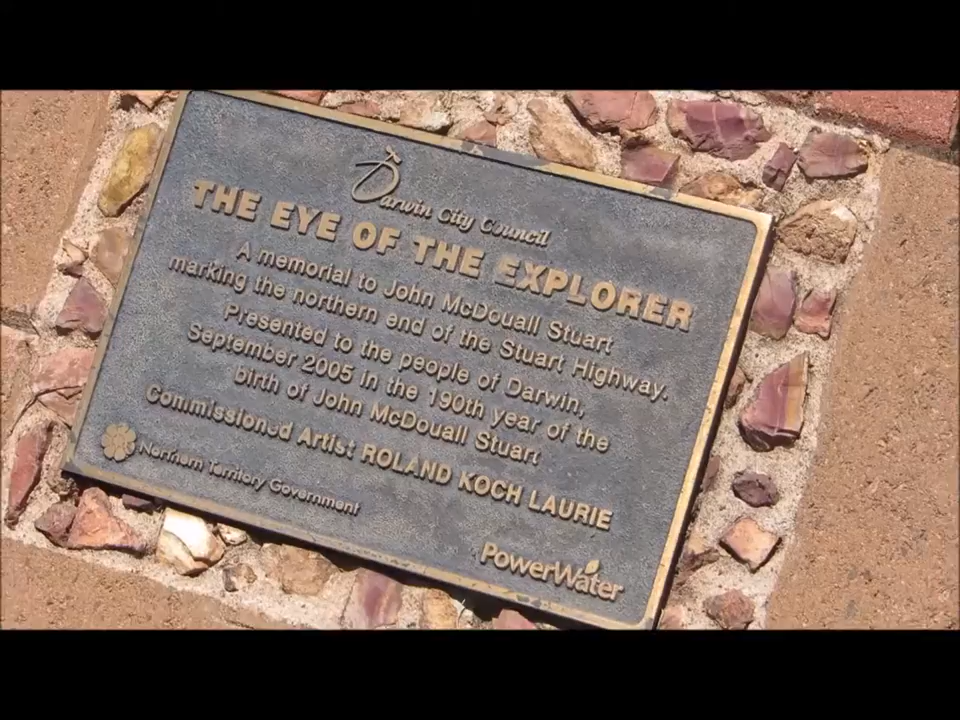 Darwin City Council
THE EYE OF THE EXPLORER
A memorial to John McDouall Stuart
marking the northern end of the Stuart Highway.
Presented to the people of Darwin,
September 2005 in the 190th year of the
birth of John McDouall Stuart
Commissioned Artist ROLAND KOCH LAURIE
Northern Territory Government
PowerWater